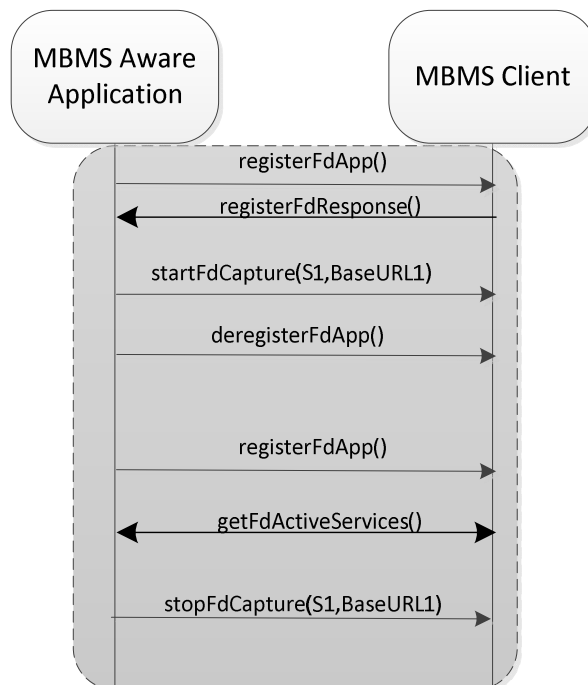 MBMS Aware
Application
MBMS Client
registerFdApp()
registerFdResponse()
startFdCapture(S1,BaseURL1)
deregisterFdApp()
registerFdApp()
getFdActiveServices()
stopFdCapture(S1,BaseURL1)